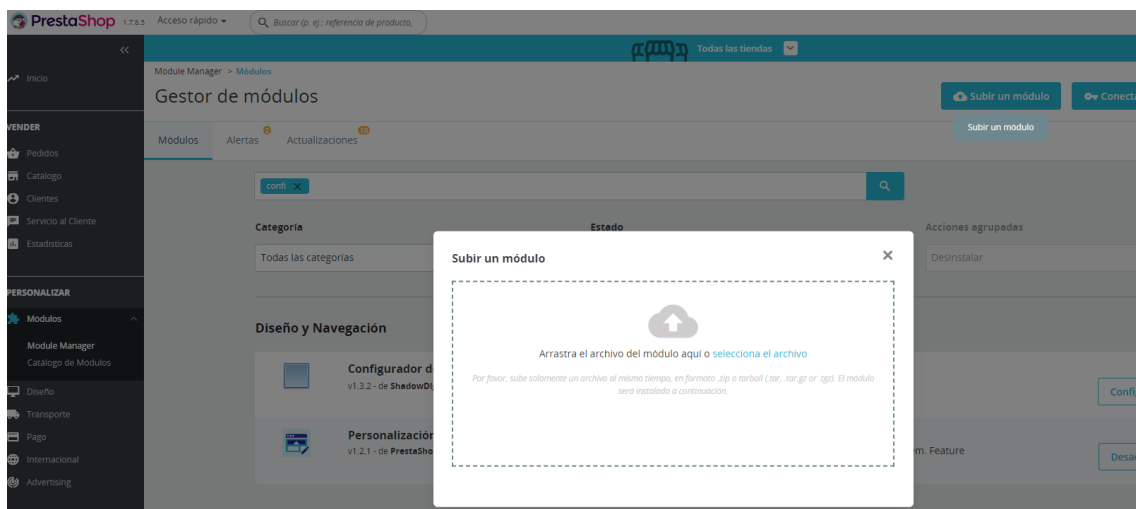 PrestaShop 1.7.8.5 Acceso rápido Buscar (p. ej.: referencia de producto,
Todas las tiendas
Inicio
Module Manager > Módulos
Gestor de módulos
Subir un módulo
Conecta
Subir un módulo
VENDER
Módulos Alertas Actualizaciones
Pedidos
Catálogo
Clientes
Servicio al Cliente
Estadísticas
confi
Categoría Estado Acciones agrupadas
Todas las categorías Desinstalar
PERSONALIZAR
Módulos
Module Manager
Catálogo de Módulos
Diseño
Transporte
Pago
Internacional
Advertising
Subir un módulo
Arrastra el archivo del módulo aquí o selecciona el archivo
Por favor, sube solamente un archivo al mismo tiempo, en formato .zip o tarball (.tar, .tar.gz or .tgz). El módulo
será instalado a continuación.
Diseño y Navegación
Configurador d
v1.3.2 - de ShadowDi
Confi
Personalización
v1.2.1 - de PrestaSho
em. Feature
Desa